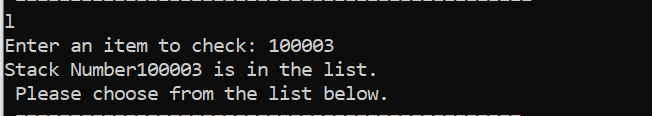 ------------------------------------------------
l
Enter an item to check: 100003
Stack Number100003 is in the list.
 Please choose from the list below.
------------------------------------------------